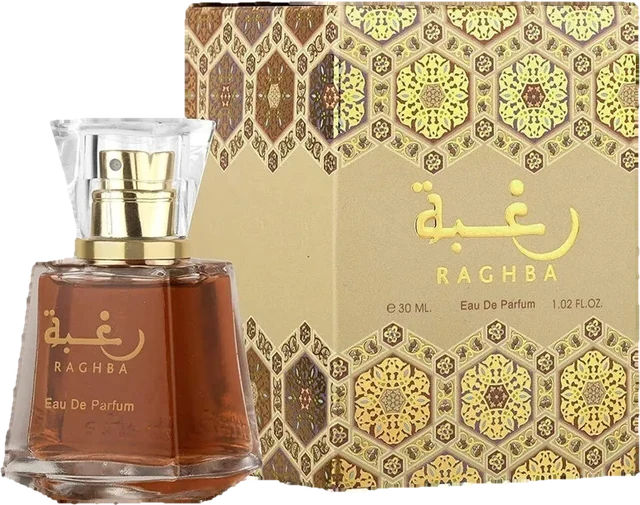 رغبة
RAGHBA
Eau De Parfum
رغبة
RAGHBA
℮ 30 ML. Eau De Parfum 1.02 FL.OZ.